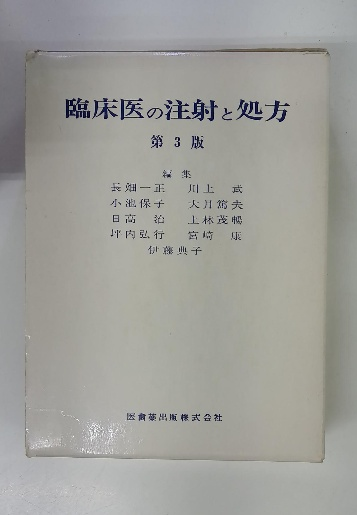 臨床医の注射と処方
第3版
編集
長畑一正 川上 武
小池保子 大月篤夫
日高 治 上林茂暢
坪内弘行 宮崎 康
伊藤典子
医歯薬出版株式会社